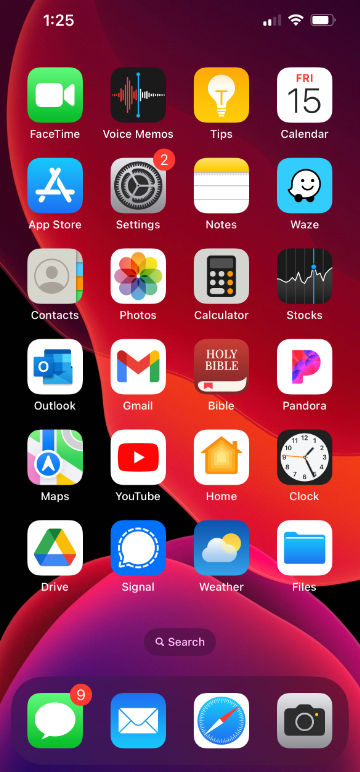 1:25
FRI
15
FaceTime Voice Memos Tips Calendar
2
App Store Settings Notes Waze
Contacts Photos Calculator Stocks
HOLY
BIBLE
Outlook Gmail Bible Pandora
Maps YouTube Home Clock
Drive Signal Weather Files
Search
9